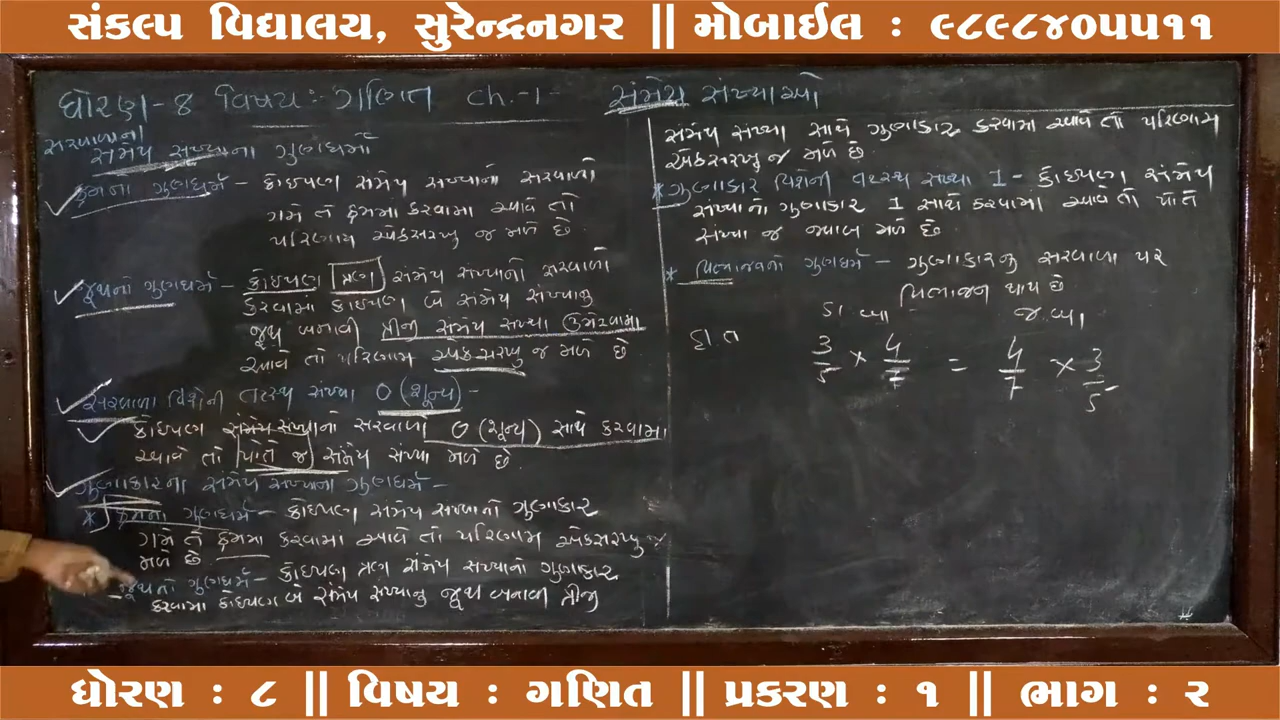 સંકલ્પ વિદ્યાલય, સુરેન્દ્રનગર || મોબાઈલ : ૯૮૯૮૪૦૫૫૧૧
ધોરણ-૪ વિષય:- ગણિત ch.-1- સંમેય સંખ્યાઓ
સરવાળાના
સંમેય સંખ્યાના ગુણધર્મો
ક્રમનો ગુણધર્મ - કોઇપણ સંમેય સંખ્યાનો સરવાળો
ગમે તે ક્રમમા કરવામા આવે તો
પરિણામ એકસરખુ જ મળે છે.
જૂથનો ગુણધર્મ - કોઇપણ ત્રણ સંમેય સંખ્યાનો સરવાળો
કરવામાં કોઇપણ બે સંમેય સંખ્યાનુ
જૂથ બનાવી ત્રીજી સંમેય સંખ્યા ઉમેરવામા
આવે તો પરિણામ એકસરખુ જ મળે છે.
સરવાળા વિશેની તટસ્થ સંખ્યા 0 (શૂન્ય) -
કોઇપણ સંમેય સંખ્યાનો સરવાળો 0 (શૂન્ય) સાથે કરવામા
આવે તો પોતે જ સંમેય સંખ્યા મળે છે.
ગુણાકારના સંમેય સંખ્યાના ગુણધર્મ -
* ક્રમનો ગુણધર્મ - કોઇપણ સંમેય સંખ્યાનો ગુણાકાર
ગમે તે ક્રમમા કરવામા આવે તો પરિણામ એકસરખુ જ
મળે છે.
જૂથનો ગુણધર્મ - કોઇપણ ત્રણ સંમેય સંખ્યાનો ગુણાકાર
કરવામા કોઇપણ બે સંમેય સંખ્યાનુ જૂથ બનાવી ત્રીજી
સંમેય સંખ્યા સાથે ગુણાકાર કરવામા આવે તો પરિણામ
એકસરખુ જ મળે છે.
* ગુણાકાર વિશેની તટસ્થ સંખ્યા 1 - કોઇપણ સંમેય
સંખ્યાનો ગુણાકાર 1 સાથે કરવામાં આવે તો પોતે
સંખ્યા જ જવાબ મળે છે.
* વિભાજનનો ગુણધર્મ - ગુણાકારનુ સરવાળા પર
વિભાજન થાય છે
ડા.બા. જ.બા.
દા.ત 3/5 × 4/7 = 4/7 × 3/5
ધોરણ : ૮ || વિષય : ગણિત || પ્રકરણ : ૧ || ભાગ : ૨